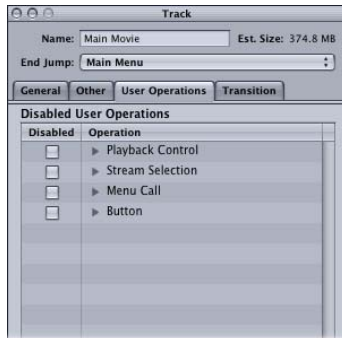 Track
Name: Main Movie Est. Size: 374.8 MB
End Jump: Main Menu
General Other User Operations Transition
Disabled User Operations
Disabled Operation
Playback Control
Stream Selection
Menu Call
Button